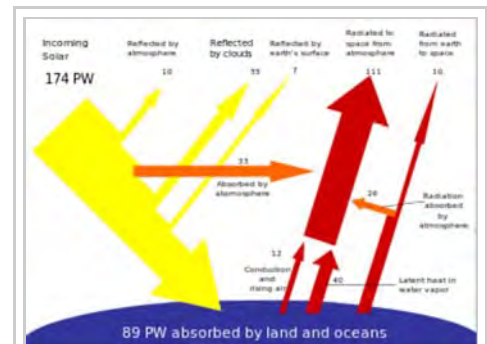 Incoming
Solar
174 PW
Reflected by
atmosphere
10
Reflected
by clouds
35
Reflected by
earth's surface
7
Radiated to
space from
atmosphere
111
Radiated
from earth
to space
10
33
Absorbed by
atomosphere
26
Radiation
absorbed
by
atmosphere
12
Conduction
and
rising air
40
Latent heat in
water vapor
89 PW absorbed by land and oceans